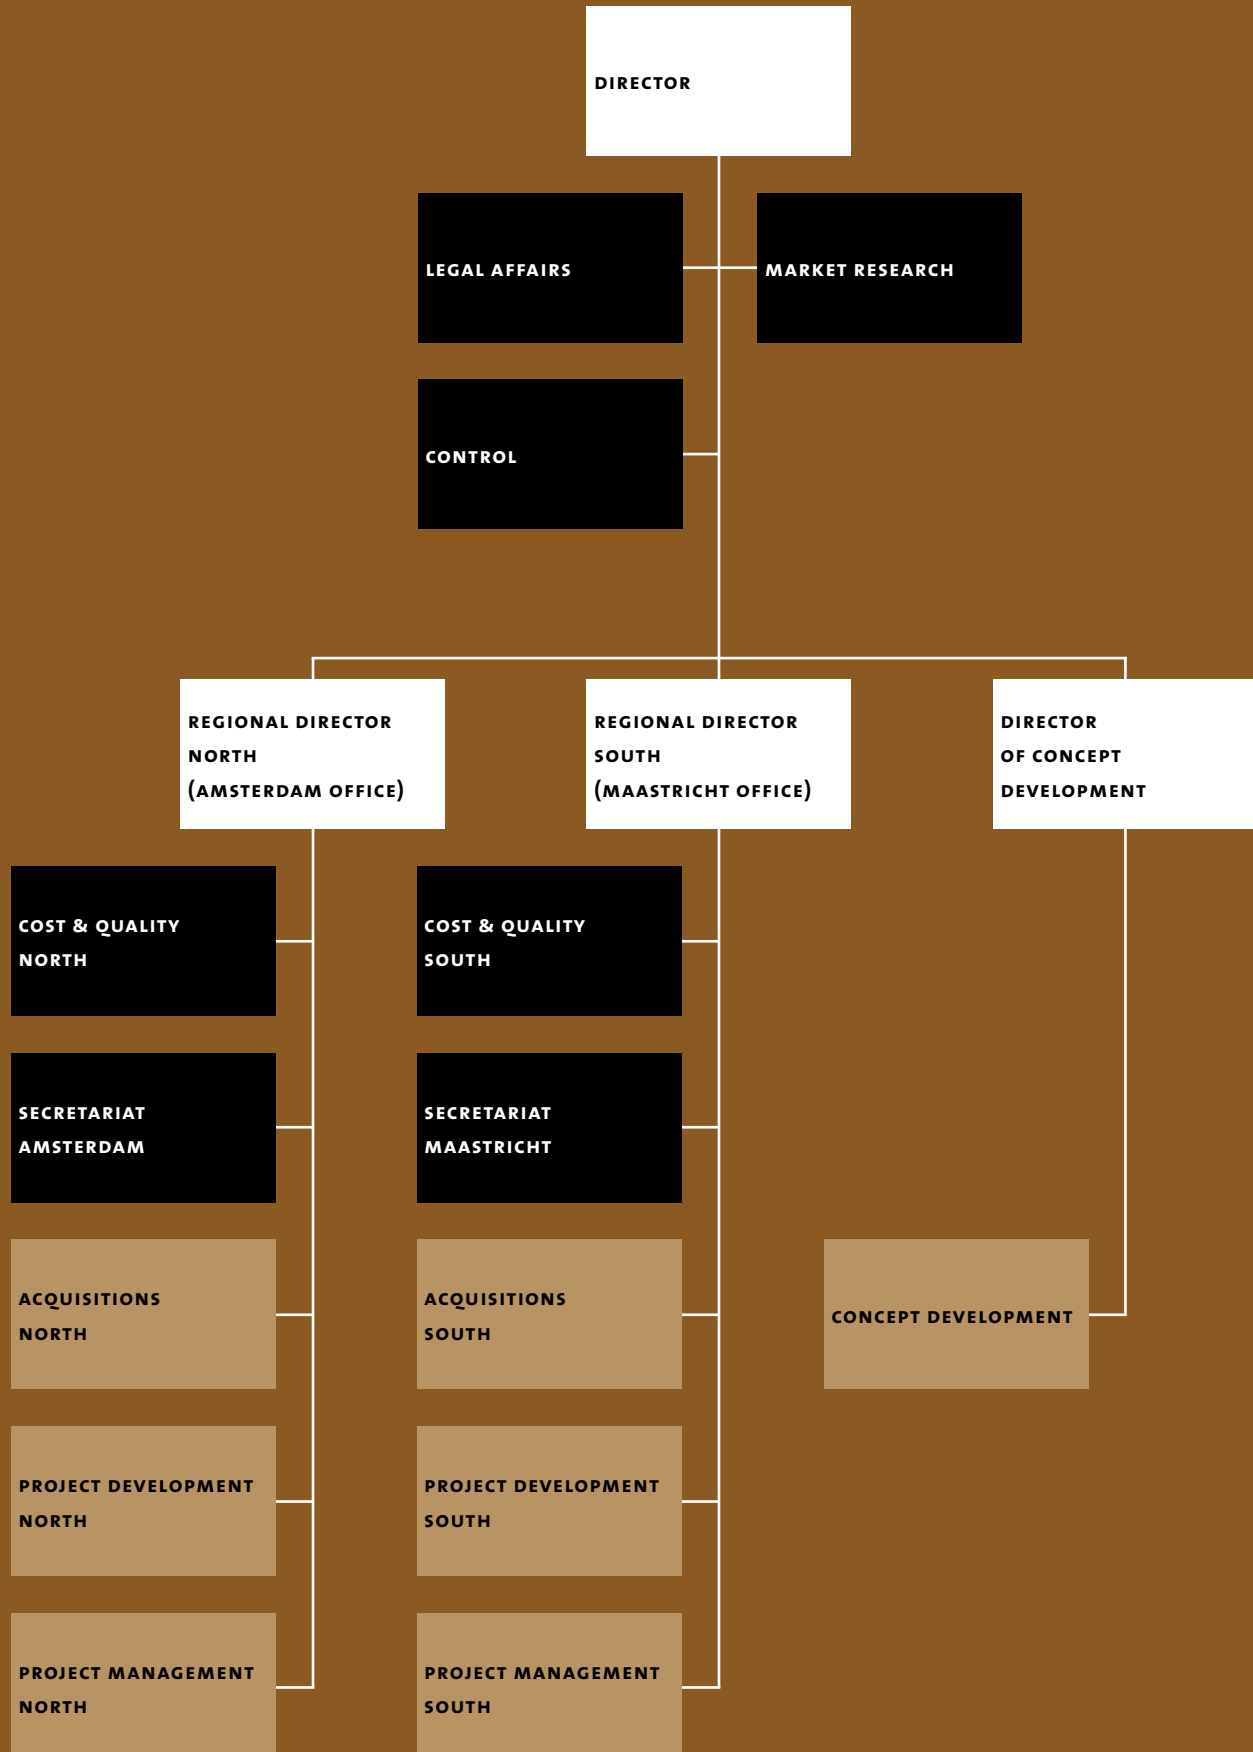 DIRECTOR
LEGAL AFFAIRS
MARKET RESEARCH
CONTROL
REGIONAL DIRECTOR
NORTH
(AMSTERDAM OFFICE)
REGIONAL DIRECTOR
SOUTH
(MAASTRICHT OFFICE)
DIRECTOR
OF CONCEPT
DEVELOPMENT
COST & QUALITY
NORTH
COST & QUALITY
SOUTH
SECRETARIAT
AMSTERDAM
SECRETARIAT
MAASTRICHT
ACQUISITIONS
NORTH
ACQUISITIONS
SOUTH
CONCEPT DEVELOPMENT
PROJECT DEVELOPMENT
NORTH
PROJECT DEVELOPMENT
SOUTH
PROJECT MANAGEMENT
NORTH
PROJECT MANAGEMENT
SOUTH